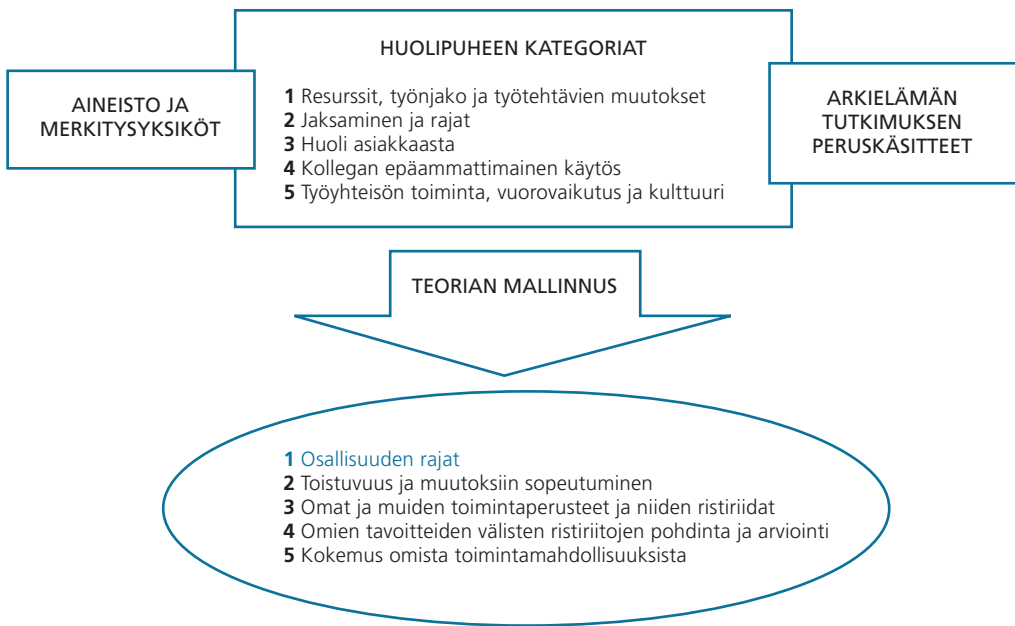 AINEISTO JA
MERKITYSYKSIKÖT
HUOLIPUHEEN KATEGORIAT
1 Resurssit, työnjako ja työtehtävien muutokset
2 Jaksaminen ja rajat
3 Huoli asiakkaasta
4 Kollegan epäammattimainen käytös
5 Työyhteisön toiminta, vuorovaikutus ja kulttuuri
ARKIELÄMÄN
TUTKIMUKSEN
PERUSKÄSITTEET
TEORIAN MALLINNUS
1 Osallisuuden rajat
2 Toistuvuus ja muutoksiin sopeutuminen
3 Omat ja muiden toimintaperusteet ja niiden ristiriidat
4 Omien tavoitteiden välisten ristiriitojen pohdinta ja arviointi
5 Kokemus omista toimintamahdollisuuksista